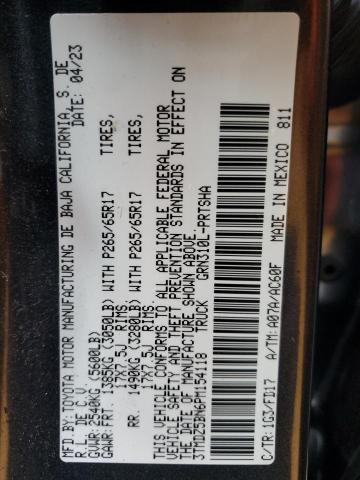 MFD.BY:TOYOTA MOTOR MANUFACTURING DE BAJA CALIFORNIA, S. DE
R.L. DE C.V. DATE: 04/23
GVWR: 2540KG (5600LB)
FRT: 1385KG (3050LB) WITH P265/65R17 TIRES,
17X7.5J RIMS.
RR. 1490KG (3280LB) WITH P265/65R17 TIRES,
17X7.5J RIMS.
THIS VEHICLE CONFORMS TO ALL APPLICABLE FEDERAL MOTOR
VEHICLE SAFETY AND THEFT PREVENTION STANDARDS IN EFFECT ON
THE DATE OF MANUFACTURE SHOWN ABOVE.
3TMDZ5BN6PM154118 TRUCK GRN310L-PRTSHA
C/TR:1G3/FD17 A/TM:A07A/AC60F MADE IN MEXICO 811